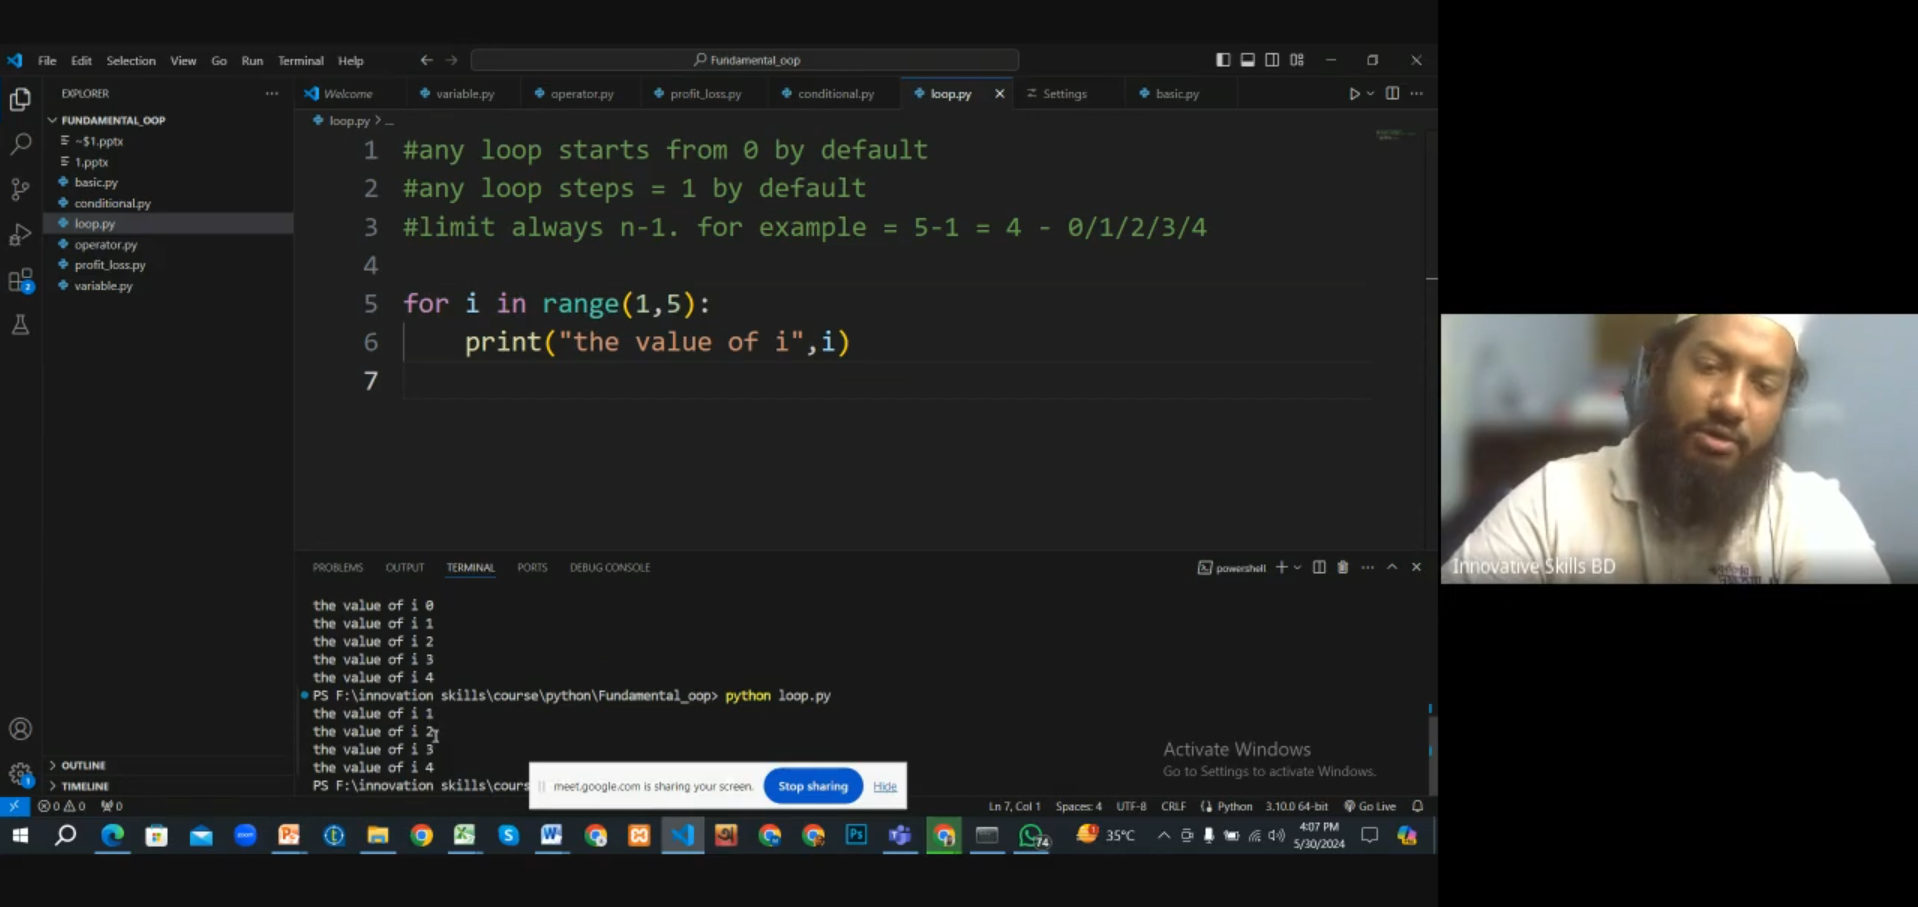 File Edit Selection View Go Run Terminal Help
Fundamental_oop
EXPLORER
Welcome variable.py operator.py profit_loss.py conditional.py loop.py Settings basic.py
FUNDAMENTAL_OOP
~$1.pptx
1.pptx
basic.py
conditional.py
loop.py
operator.py
profit_loss.py
variable.py
OUTLINE
TIMELINE
loop.py > ...
1 #any loop starts from 0 by default
2 #any loop steps = 1 by default
3 #limit always n-1. for example = 5-1 = 4 - 0/1/2/3/4
4
5 for i in range(1,5):
6 print("the value of i",i)
7
PROBLEMS OUTPUT TERMINAL PORTS DEBUG CONSOLE
powershell
the value of i 0
the value of i 1
the value of i 2
the value of i 3
the value of i 4
PS F:\innovation skills\course\python\Fundamental_oop> python loop.py
the value of i 1
the value of i 2
the value of i 3
the value of i 4
PS F:\innovation skills\cours
meet.google.com is sharing your screen. Stop sharing Hide
Activate Windows
Go to Settings to activate Windows.
0 0 0 Ln 7, Col 1 Spaces: 4 UTF-8 CRLF Python 3.10.0 64-bit Go Live
74 35°C 4:07 PM
5/30/2024
Innovative Skills BD